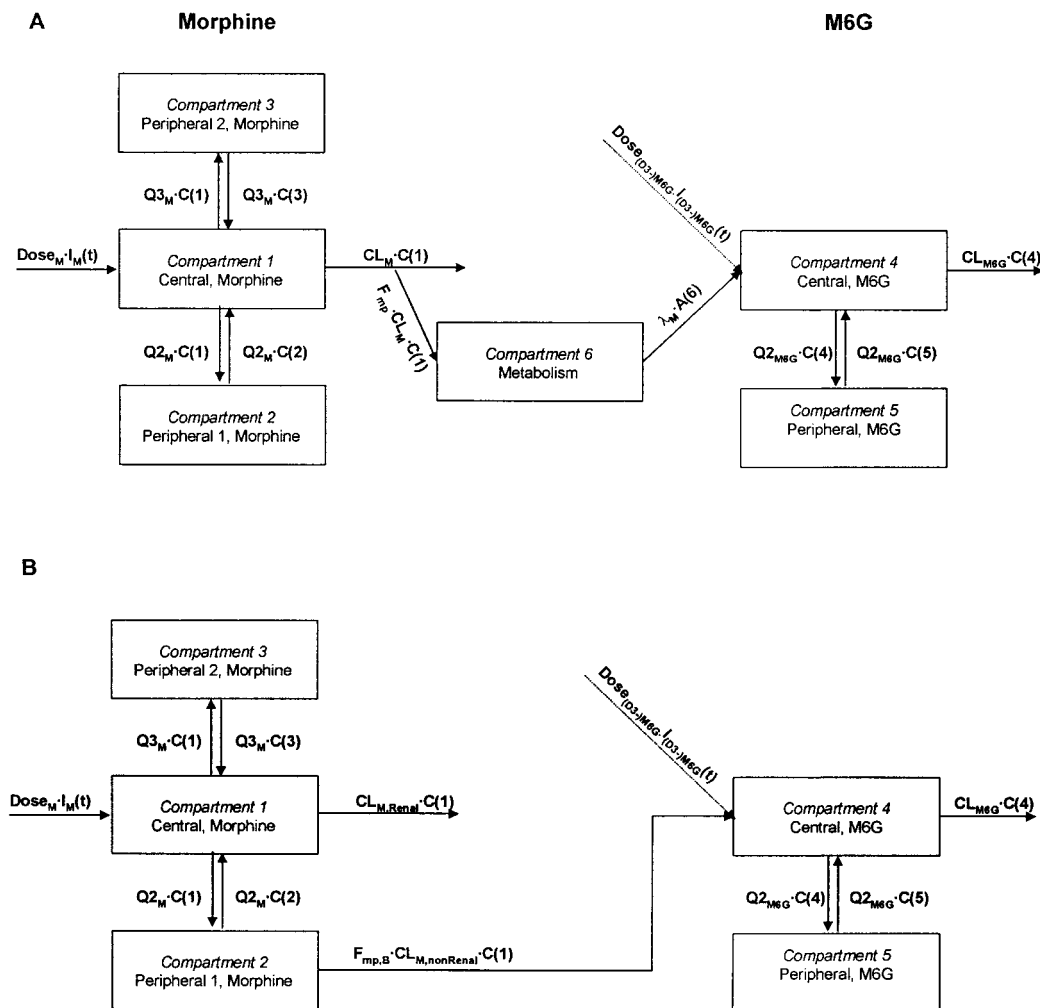 A
Morphine
M6G
Compartment 3
Peripheral 2, Morphine
Q3M·C(1)
Q3M·C(3)
DoseM·IM(t)
Compartment 1
Central, Morphine
CLM·C(1)
Fmp·CLM·C(1)
Q2M·C(1)
Q2M·C(2)
Compartment 2
Peripheral 1, Morphine
Compartment 6
Metabolism
λM·A(6)
Dose(D3-)M6G·I(D3-)M6G(t)
Compartment 4
Central, M6G
CLM6G·C(4)
Q2M6G·C(4)
Q2M6G·C(5)
Compartment 5
Peripheral, M6G
B
Compartment 3
Peripheral 2, Morphine
Q3M·C(1)
Q3M·C(3)
DoseM·IM(t)
Compartment 1
Central, Morphine
CLM,Renal·C(1)
Q2M·C(1)
Q2M·C(2)
Compartment 2
Peripheral 1, Morphine
Fmp,B·CLM,nonRenal·C(1)
Dose(D3-)M6G·I(D3-)M6G(t)
Compartment 4
Central, M6G
CLM6G·C(4)
Q2M6G·C(4)
Q2M6G·C(5)
Compartment 5
Peripheral, M6G